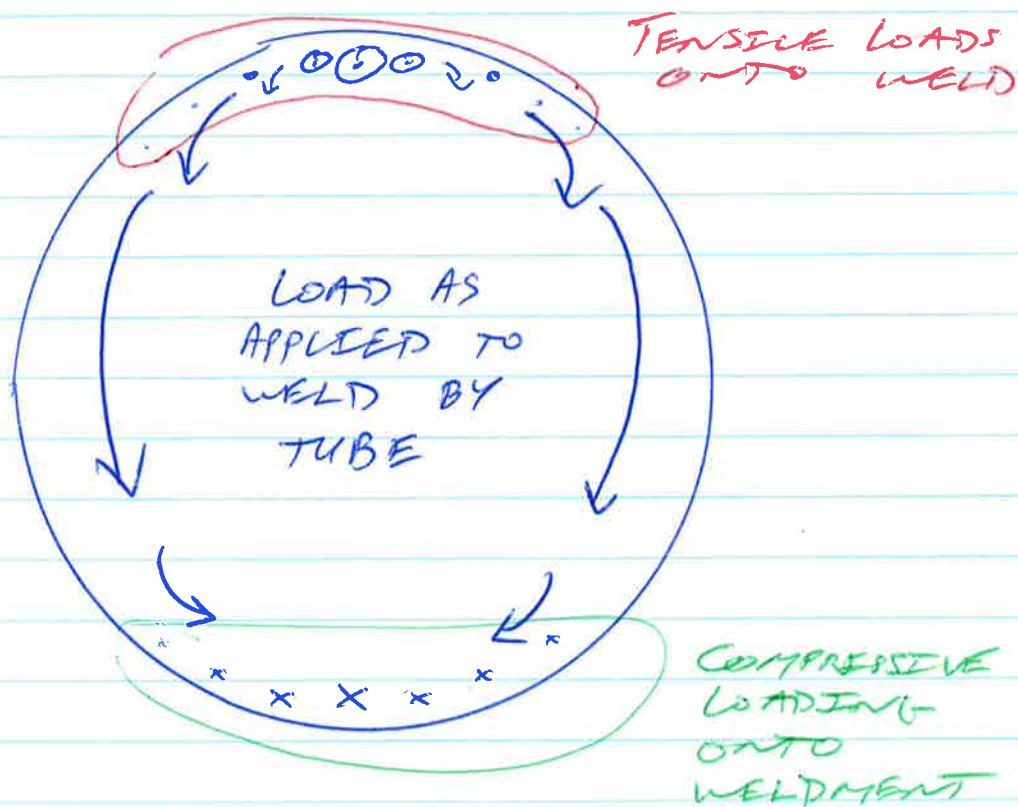 TENSILE LOADS
ONTO WELD
LOAD AS
APPLIED TO
WELD BY
TUBE
COMPRESSIVE
LOADING
ONTO
WELDMENT